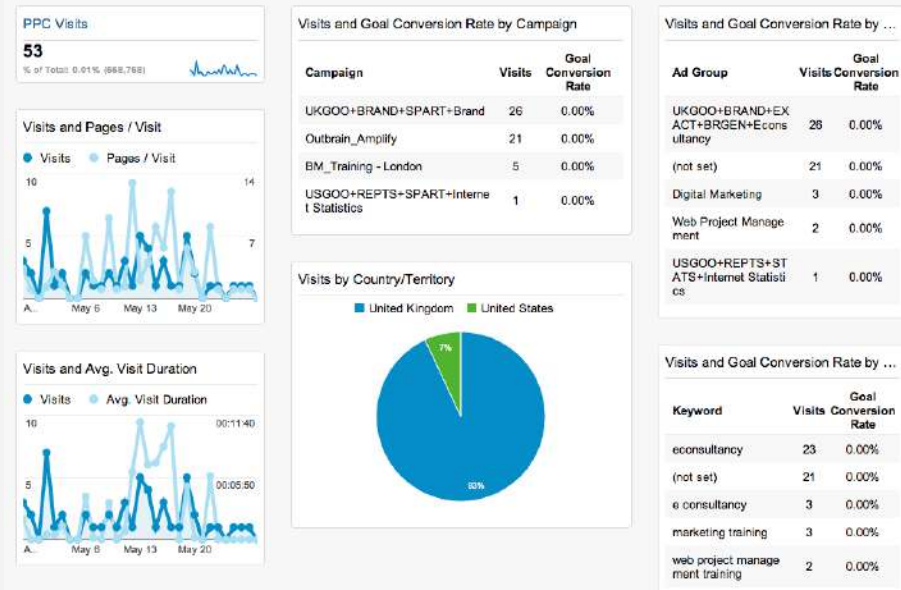 PPC Visits
53
% of Total: 0.01% (668,768)
Visits and Pages / Visit
Visits Pages / Visit
10 14
5 7
A... May 6 May 13 May 20
Visits and Avg. Visit Duration
Visits Avg. Visit Duration
10 00:11:40
5 00:05:50
A... May 6 May 13 May 20
Visits and Goal Conversion Rate by Campaign
Campaign Visits Goal Conversion Rate
UKGOO+BRAND+SPART+Brand 26 0.00%
Outbrain_Amplify 21 0.00%
BM_Training - London 5 0.00%
USGOO+REPTS+SPART+Interne
t Statistics 1 0.00%
Visits by Country/Territory
United Kingdom United States
7%
93%
Visits and Goal Conversion Rate by ...
Ad Group Visits Goal Conversion Rate
UKGOO+BRAND+EX
ACT+BRGEN+Econs 26 0.00%
ultancy
(not set) 21 0.00%
Digital Marketing 3 0.00%
Web Project Manage
ment 2 0.00%
USGOO+REPTS+ST
ATS+Internet Statisti 1 0.00%
cs
Visits and Goal Conversion Rate by ...
Keyword Visits Goal Conversion Rate
econsultancy 23 0.00%
(not set) 21 0.00%
e consultancy 3 0.00%
marketing training 3 0.00%
web project manage
ment training 2 0.00%